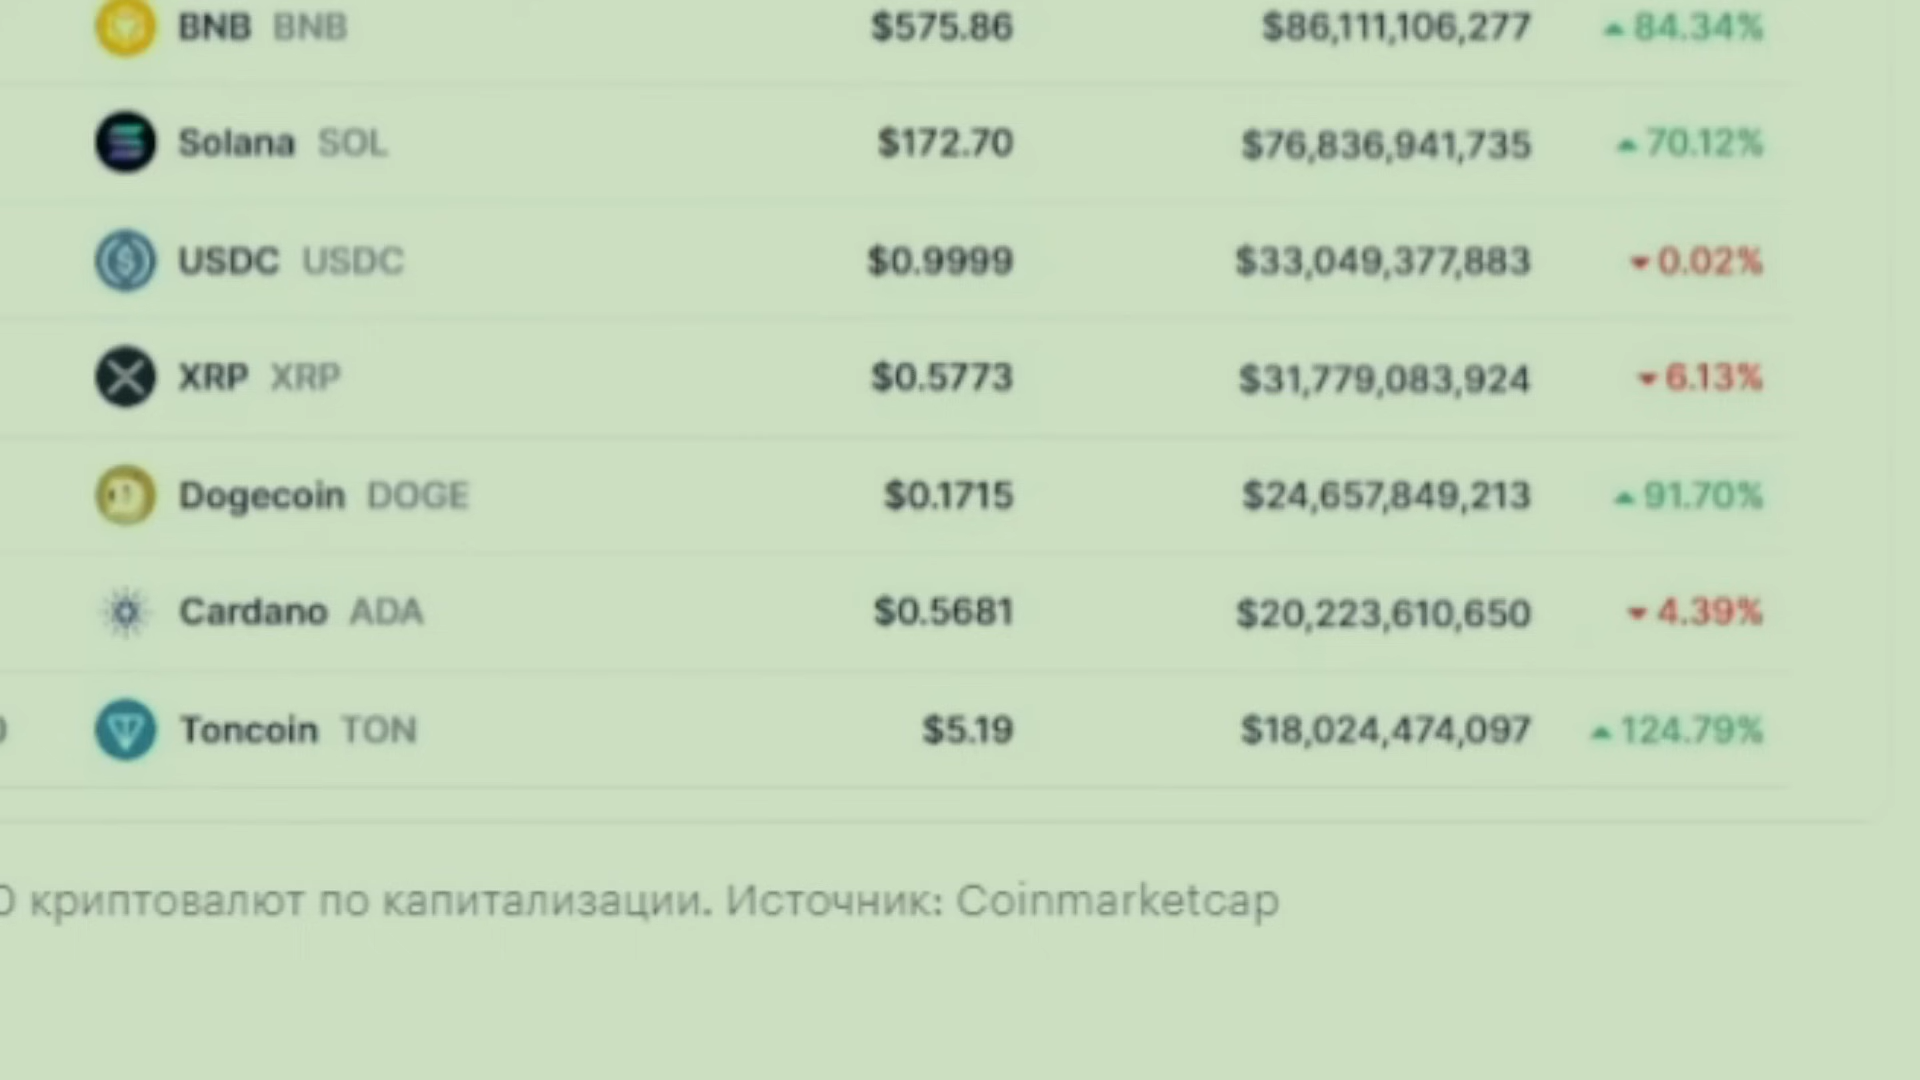 BNB BNB $575.86 $86,111,106,277 84.34%
Solana SOL $172.70 $76,836,941,735 70.12%
USDC USDC $0.9999 $33,049,377,883 0.02%
XRP XRP $0.5773 $31,779,083,924 6.13%
Dogecoin DOGE $0.1715 $24,657,849,213 91.70%
Cardano ADA $0.5681 $20,223,610,650 4.39%
Toncoin TON $5.19 $18,024,474,097 124.79%
0 криптовалют по капитализации. Источник: Coinmarketcap